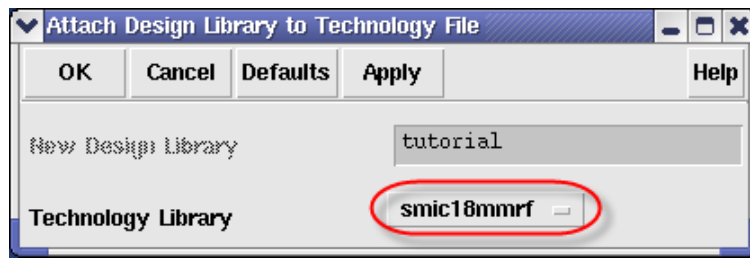 Attach Design Library to Technology File
OK Cancel Defaults Apply Help
New Design Library tutorial
Technology Library smic18mmrf